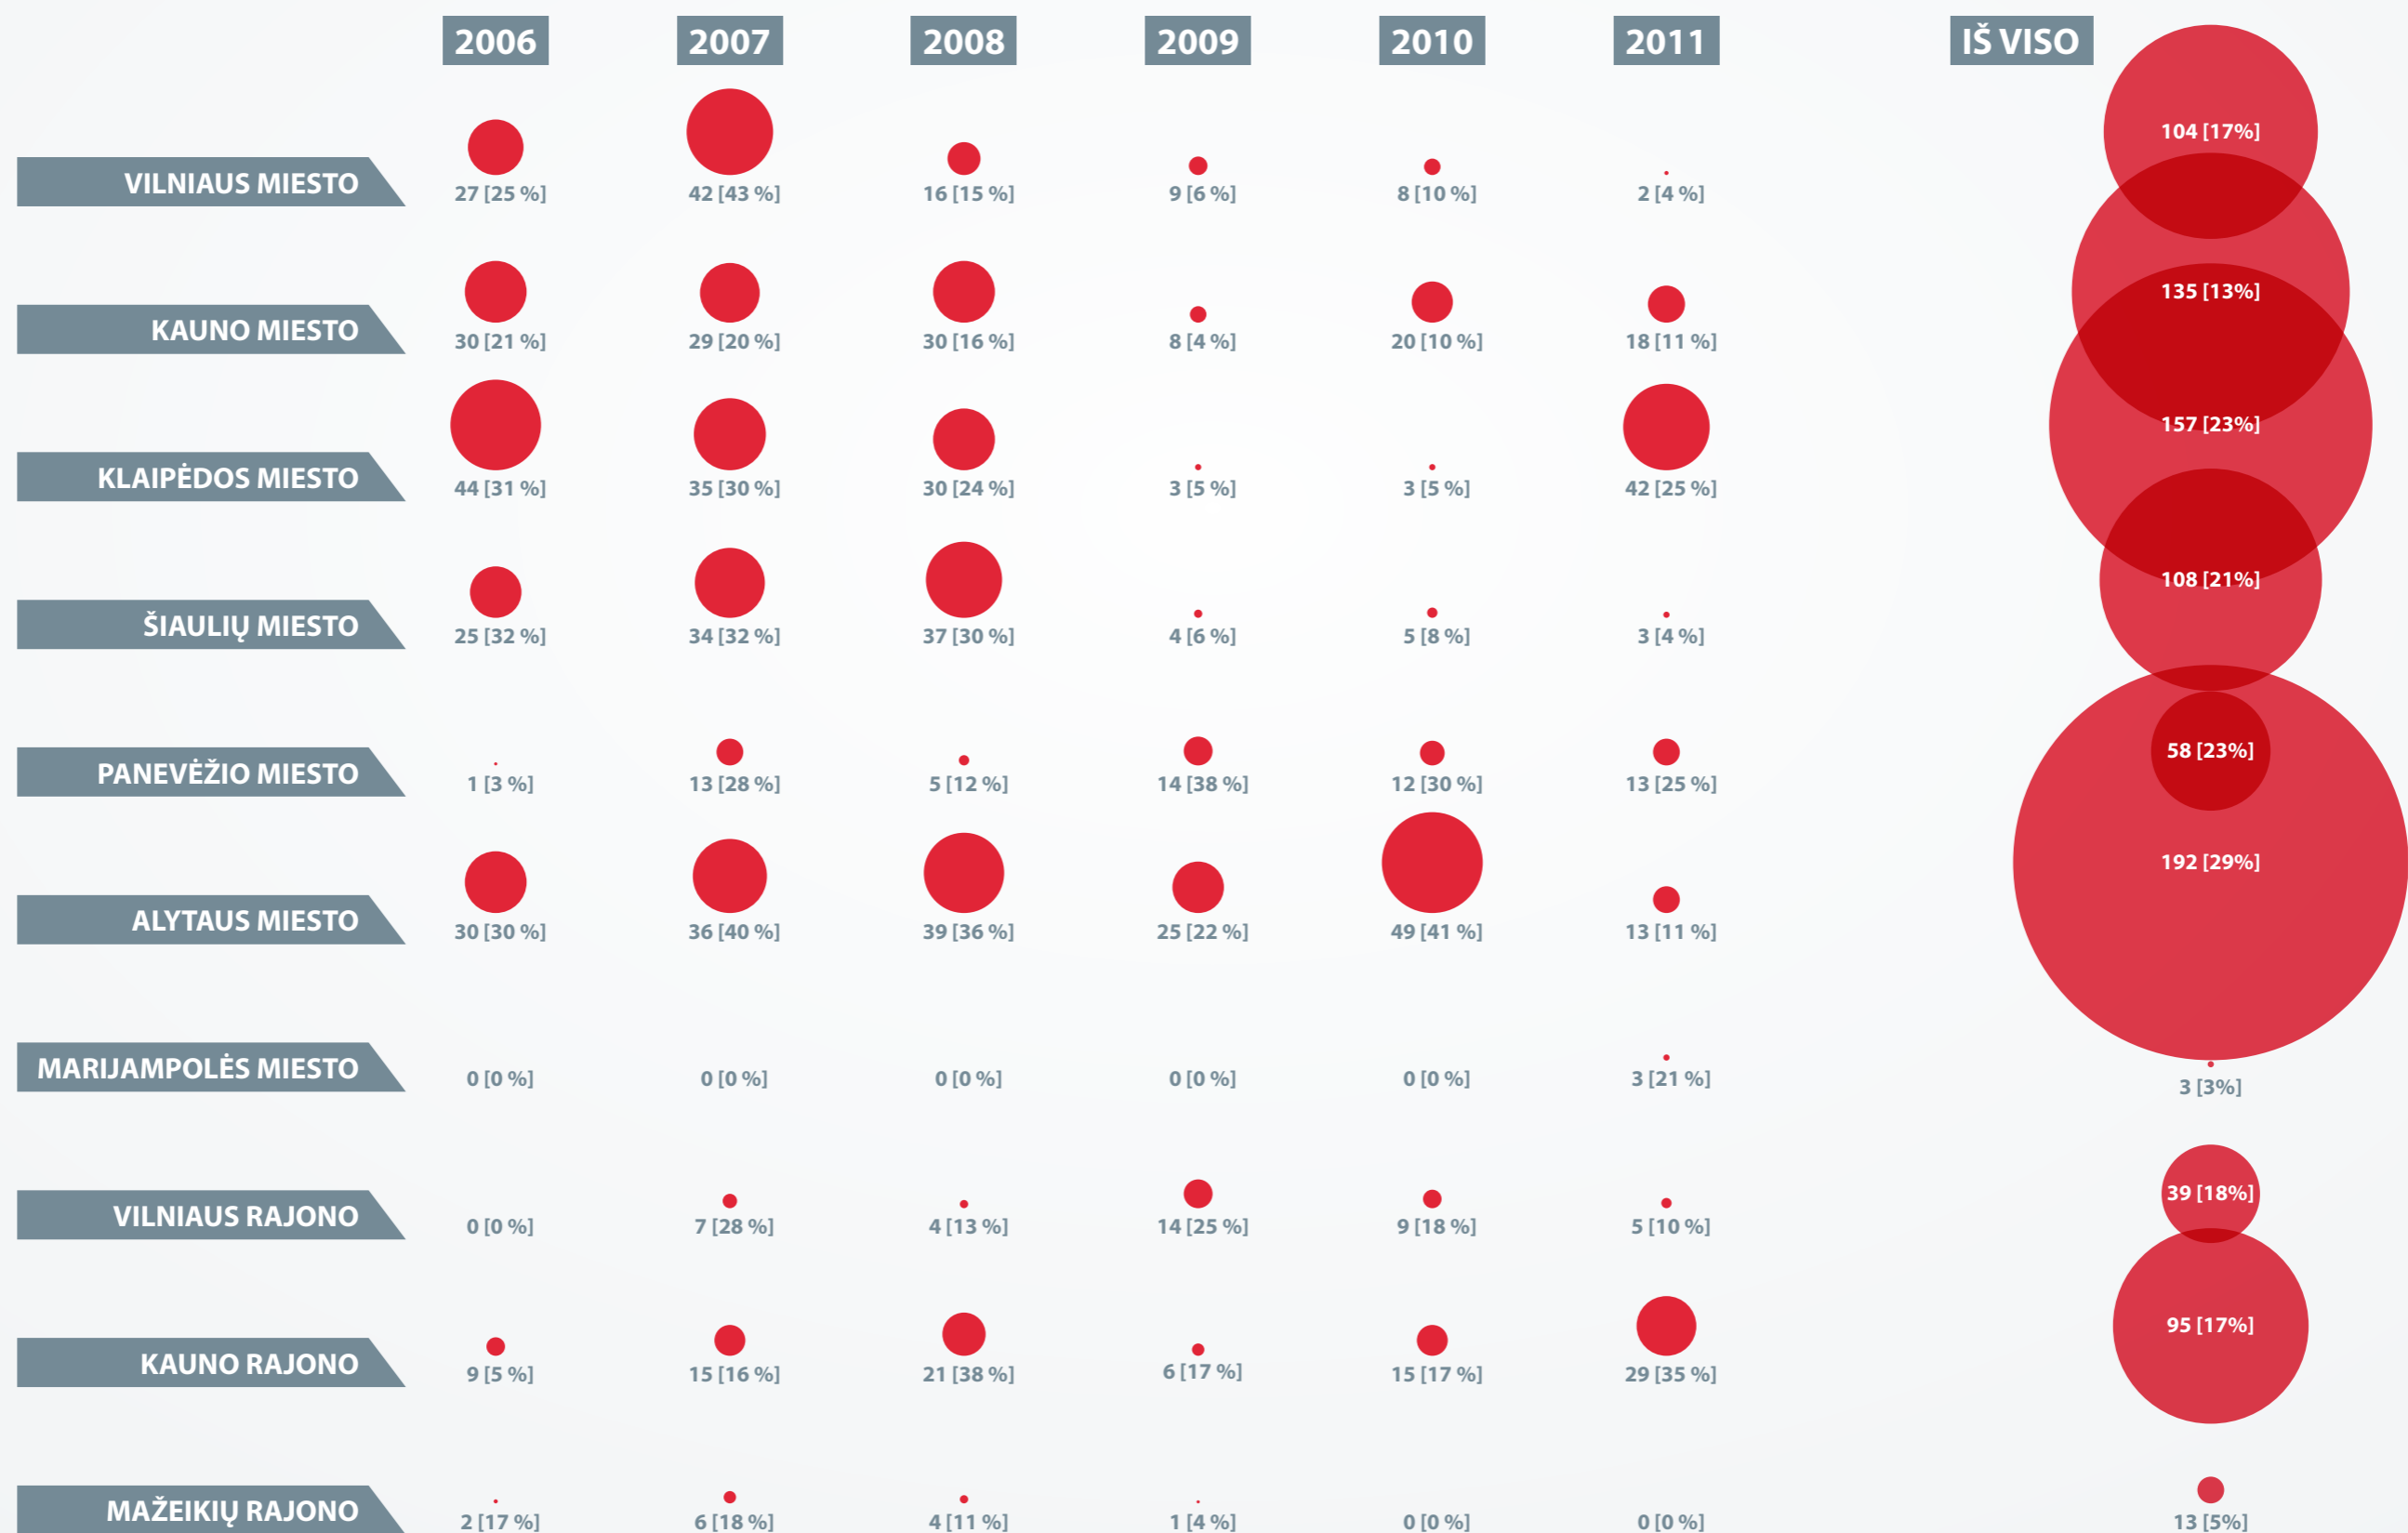 2006 2007 2008 2009 2010 2011 IŠ VISO
VILNIAUS MIESTO 27 [25 %] 42 [43 %] 16 [15 %] 9 [6 %] 8 [10 %] 2 [4 %] 104 [17%]
KAUNO MIESTO 30 [21 %] 29 [20 %] 30 [16 %] 8 [4 %] 20 [10 %] 18 [11 %] 135 [13%]
KLAIPĖDOS MIESTO 44 [31 %] 35 [30 %] 30 [24 %] 3 [5 %] 3 [5 %] 42 [25 %] 157 [23%]
ŠIAULIŲ MIESTO 25 [32 %] 34 [32 %] 37 [30 %] 4 [6 %] 5 [8 %] 3 [4 %] 108 [21%]
PANEVĖŽIO MIESTO 1 [3 %] 13 [28 %] 5 [12 %] 14 [38 %] 12 [30 %] 13 [25 %] 58 [23%]
ALYTAUS MIESTO 30 [30 %] 36 [40 %] 39 [36 %] 25 [22 %] 49 [41 %] 13 [11 %] 192 [29%]
MARIJAMPOLĖS MIESTO 0 [0 %] 0 [0 %] 0 [0 %] 0 [0 %] 0 [0 %] 3 [21 %] 3 [3%]
VILNIAUS RAJONO 0 [0 %] 7 [28 %] 4 [13 %] 14 [25 %] 9 [18 %] 5 [10 %] 39 [18%]
KAUNO RAJONO 9 [5 %] 15 [16 %] 21 [38 %] 6 [17 %] 15 [17 %] 29 [35 %] 95 [17%]
MAŽEIKIŲ RAJONO 2 [17 %] 6 [18 %] 4 [11 %] 1 [4 %] 0 [0 %] 0 [0 %] 13 [5%]